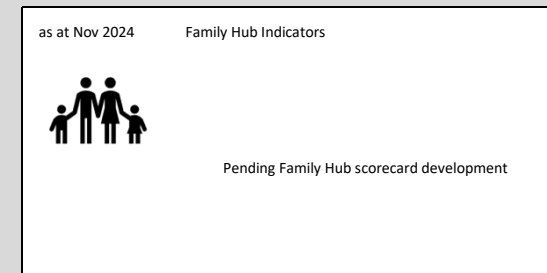 as at Nov 2024 Family Hub Indicators
Pending Family Hub scorecard development